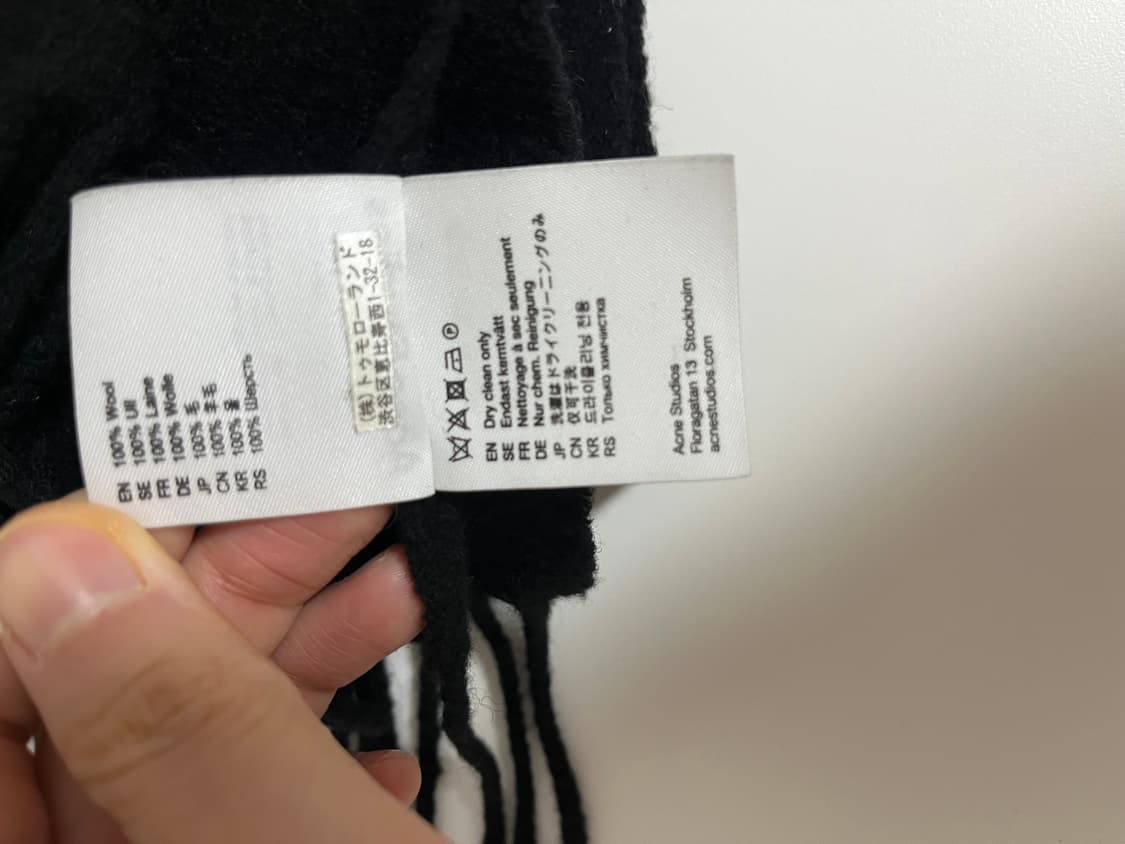 EN 100% Wool
SE 100% Ull
FR 100% Laine
DE 100% Wolle
JP 100% 毛
CN 100% 羊毛
KR 100% 울
RS 100% Шерсть
(株)トゥモローランド
渋谷区恵比寿西1-32-18
EN Dry clean only
SE Endast kemtvätt
FR Nettoyage à sec seulement
DE Nur chem. Reinigung
JP 洗濯はドライクリーニングのみ
CN 仅可干洗
KR 드라이클리닝 전용
RS Только химчистка
Acne Studios
Floragatan 13 Stockholm
acnestudios.com